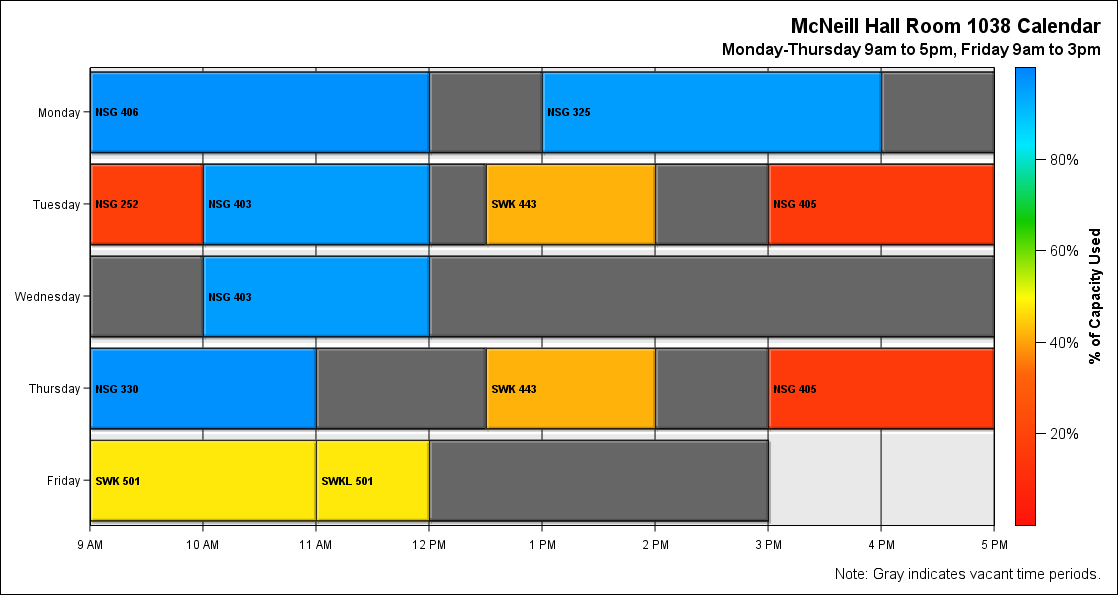 McNeill Hall Room 1038 Calendar
Monday-Thursday 9am to 5pm, Friday 9am to 3pm
Monday
NSG 406
NSG 325
Tuesday
NSG 252
NSG 403
SWK 443
NSG 405
Wednesday
NSG 403
Thursday
NSG 330
SWK 443
NSG 405
Friday
SWK 501
SWKL 501
9 AM
10 AM
11 AM
12 PM
1 PM
2 PM
3 PM
4 PM
5 PM
80%
60%
40%
20%
% of Capacity Used
Note: Gray indicates vacant time periods.